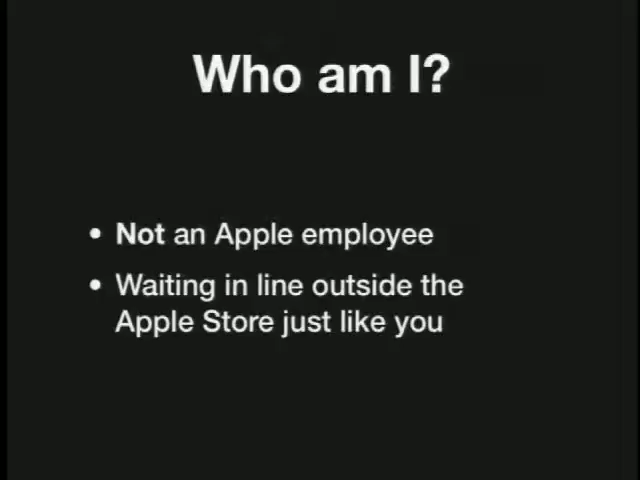 Who am I?
• Not an Apple employee
• Waiting in line outside the
Apple Store just like you